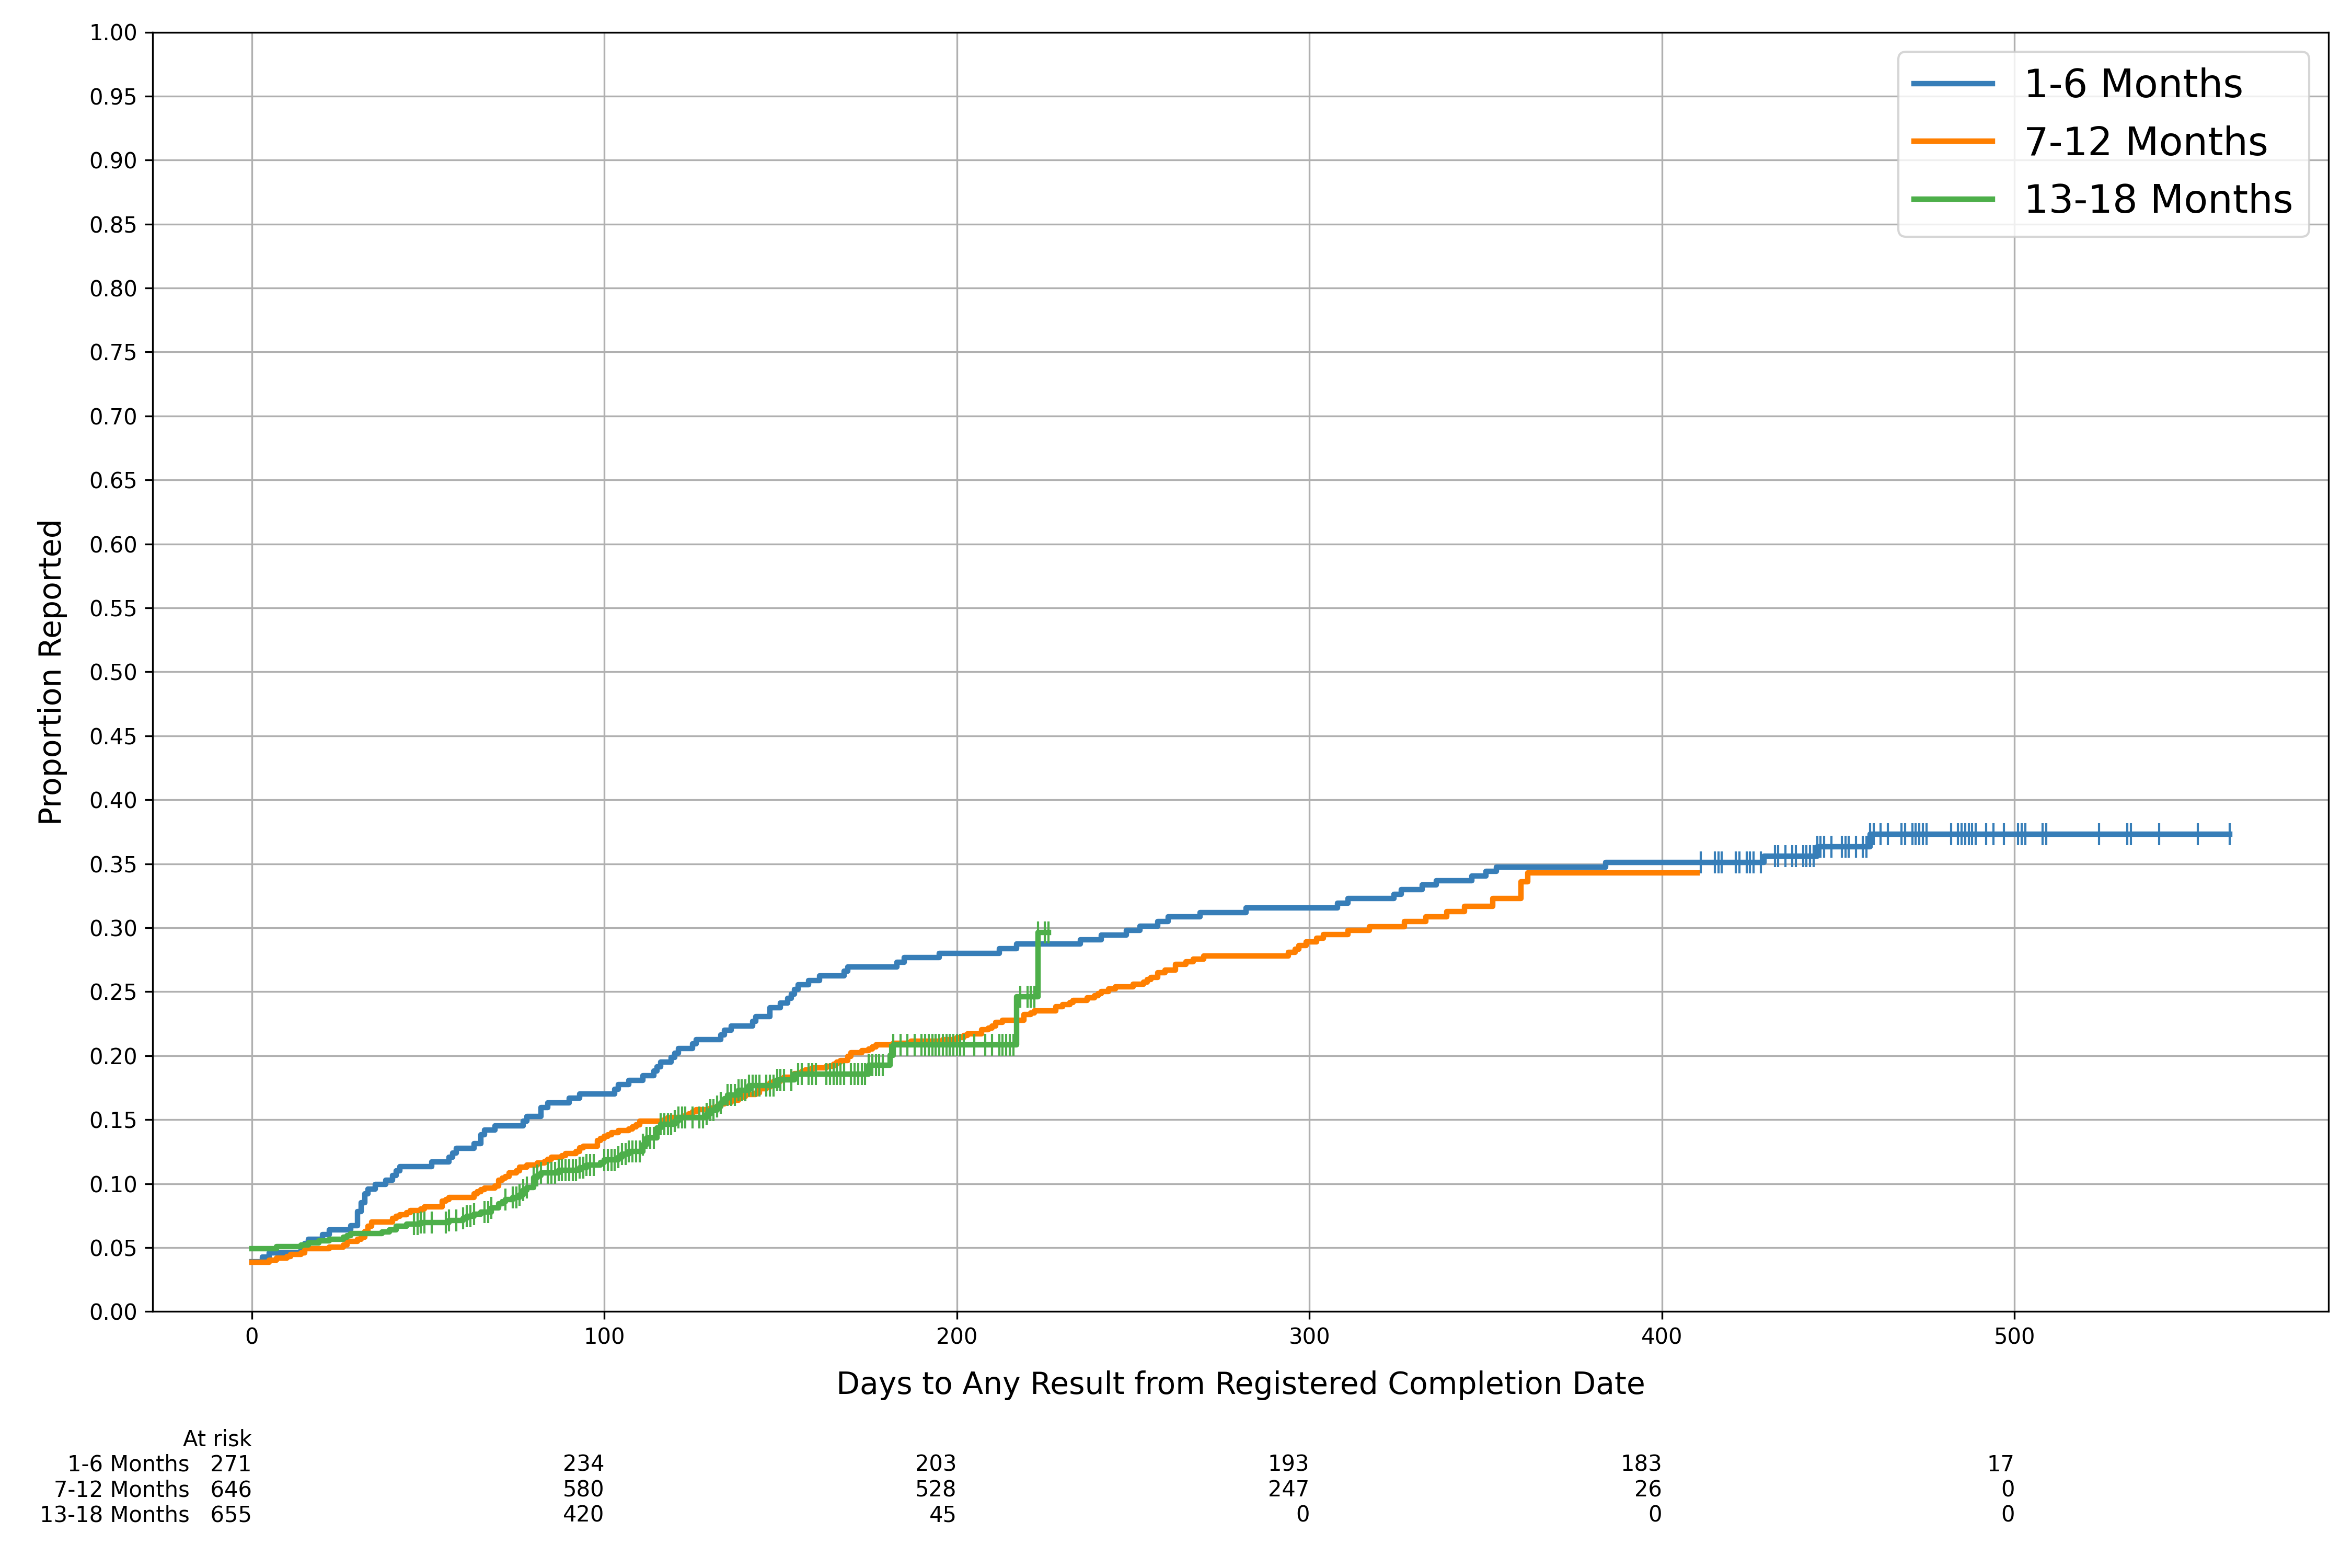 1.00
0.95
0.90
0.85
0.80
0.75
0.70
0.65
0.60
0.55
0.50
0.45
0.40
0.35
0.30
0.25
0.20
0.15
0.10
0.05
0.00
Proportion Reported
1-6 Months
7-12 Months
13-18 Months
0 100 200 300 400 500
Days to Any Result from Registered Completion Date
At risk
1-6 Months 271 234 203 193 183 17
7-12 Months 646 580 528 247 26 0
13-18 Months 655 420 45 0 0 0